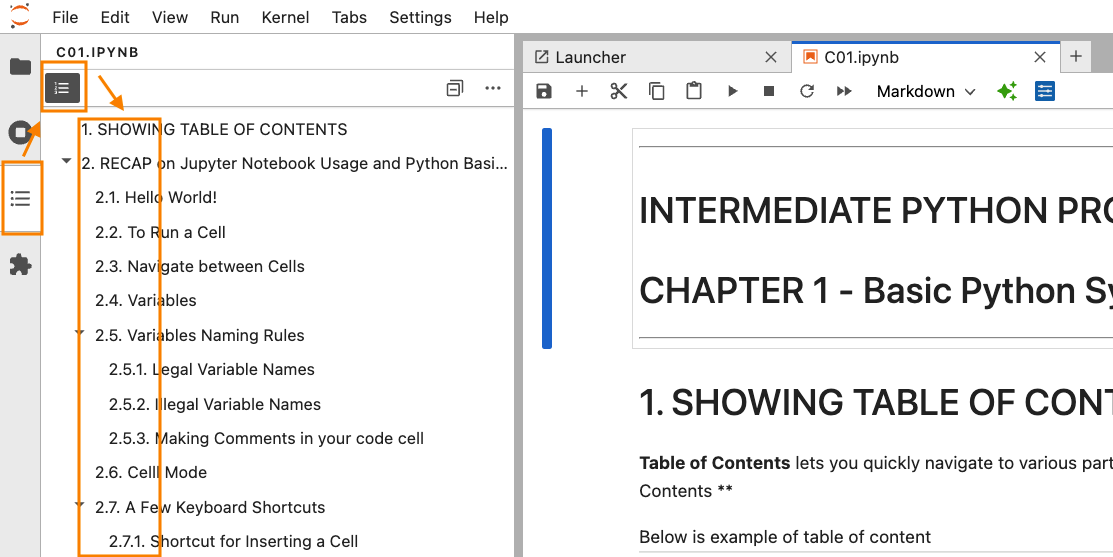 File Edit View Run Kernel Tabs Settings Help
C01.IPYNB
1. SHOWING TABLE OF CONTENTS
2. RECAP on Jupyter Notebook Usage and Python Basi...
2.1. Hello World!
2.2. To Run a Cell
2.3. Navigate between Cells
2.4. Variables
2.5. Variables Naming Rules
2.5.1. Legal Variable Names
2.5.2. Illegal Variable Names
2.5.3. Making Comments in your code cell
2.6. Celll Mode
2.7. A Few Keyboard Shortcuts
2.7.1. Shortcut for Inserting a Cell
Launcher
C01.ipynb
Markdown
INTERMEDIATE PYTHON PRO
CHAPTER 1 - Basic Python Sy
1. SHOWING TABLE OF CONT
Table of Contents lets you quickly navigate to various part
Contents **
Below is example of table of content